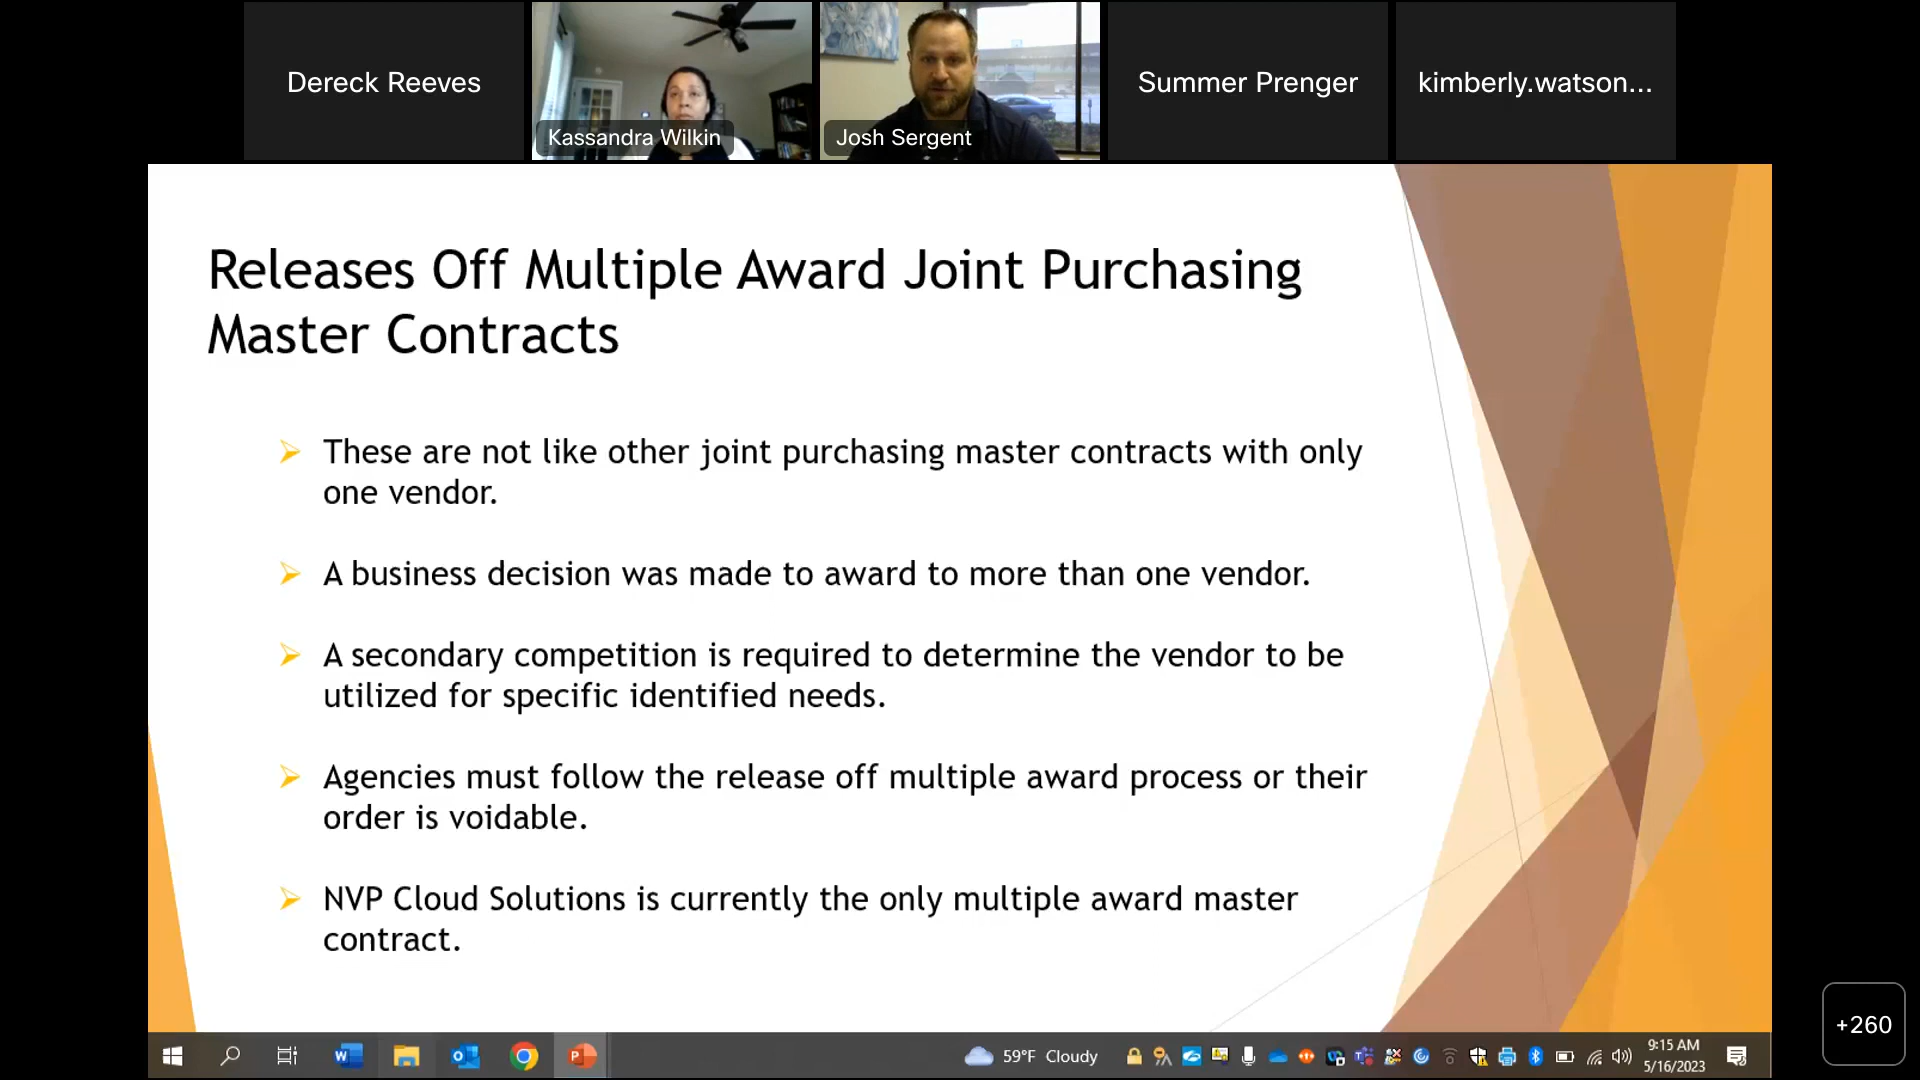 Dereck Reeves
Kassandra Wilkin
Josh Sergent
Summer Prenger
kimberly.watson...
Releases Off Multiple Award Joint Purchasing
Master Contracts
These are not like other joint purchasing master contracts with only
one vendor.
A business decision was made to award to more than one vendor.
A secondary competition is required to determine the vendor to be
utilized for specific identified needs.
Agencies must follow the release off multiple award process or their
order is voidable.
NVP Cloud Solutions is currently the only multiple award master
contract.
+260
59°F Cloudy
9:15 AM
5/16/2023